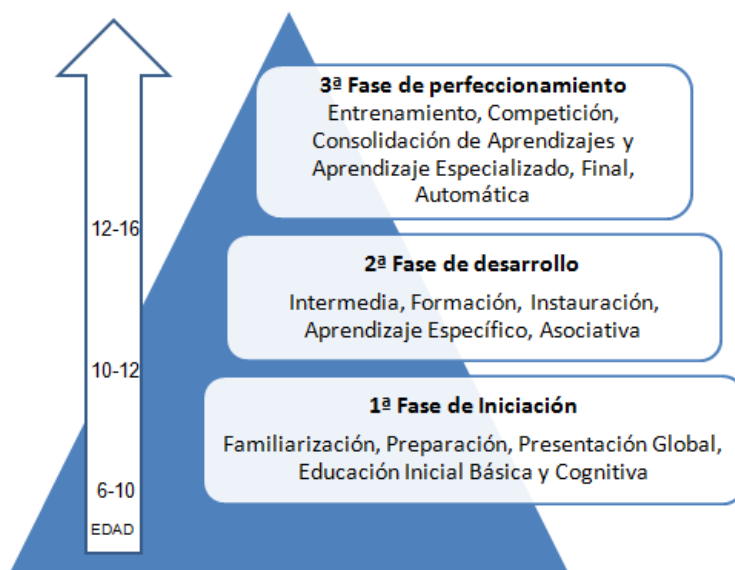 3ª Fase de perfeccionamiento
Entrenamiento, Competición,
Consolidación de Aprendizajes y
Aprendizaje Especializado, Final,
Automática
12-16
2ª Fase de desarrollo
Intermedia, Formación, Instauración,
Aprendizaje Específico, Asociativa
10-12
1ª Fase de Iniciación
Familiarización, Preparación, Presentación Global,
Educación Inicial Básica y Cognitiva
6-10
EDAD